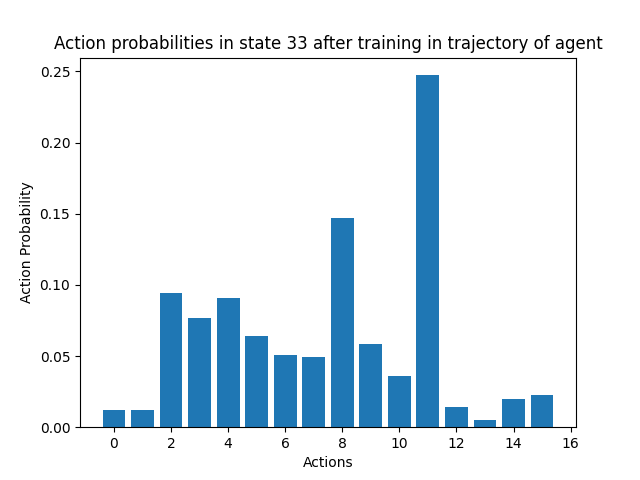 Action probabilities in state 33 after training in trajectory of agent
0.25
0.20
0.15
0.10
0.05
0.00
Action Probability
0 2 4 6 8 10 12 14 16
Actions